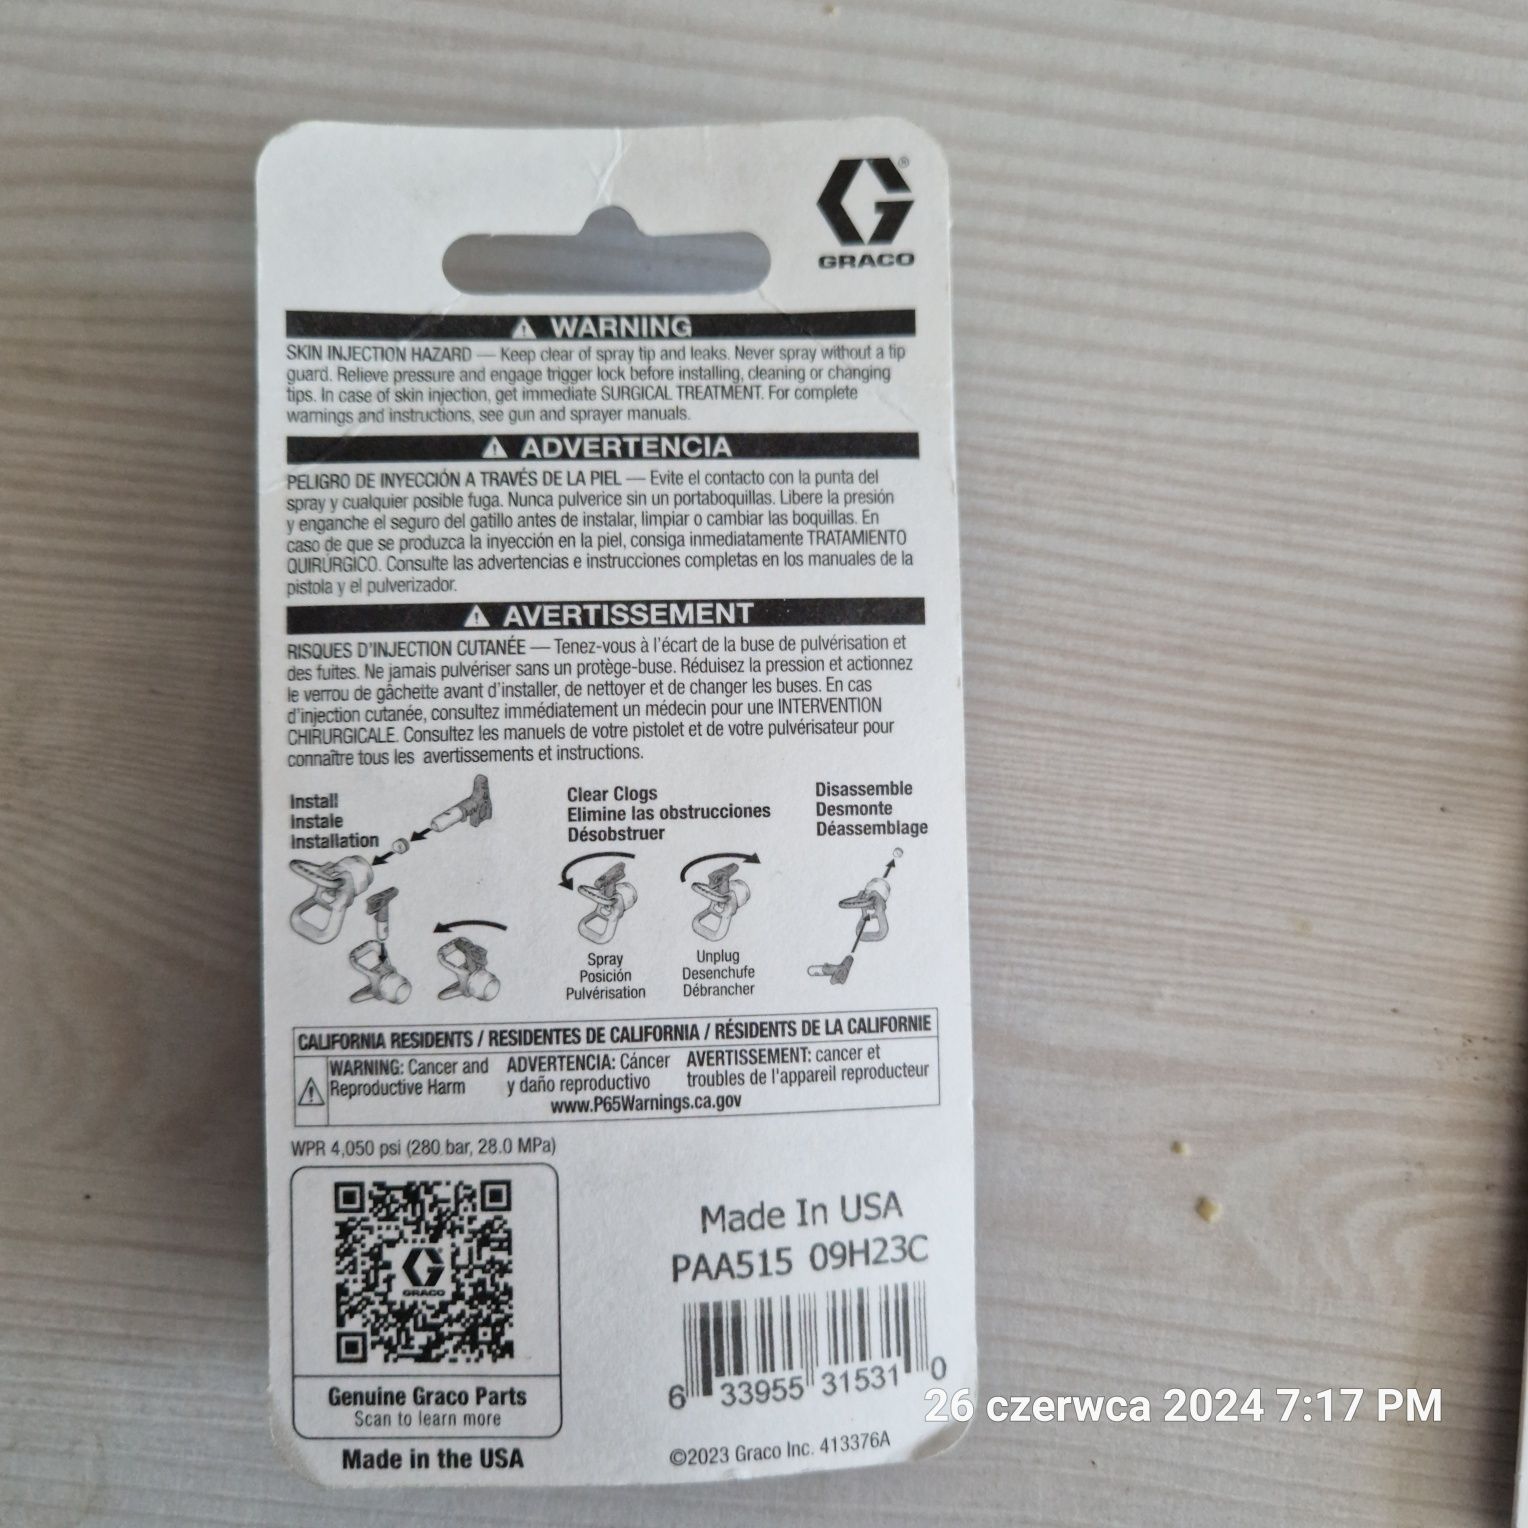 GRACO
WARNING
SKIN INJECTION HAZARD — Keep clear of spray tip and leaks. Never spray without a tip
guard. Relieve pressure and engage trigger lock before installing, cleaning or changing
tips. In case of skin injection, get immediate SURGICAL TREATMENT. For complete
warnings and instructions, see gun and sprayer manuals.
ADVERTENCIA
PELIGRO DE INYECCIÓN A TRAVÉS DE LA PIEL — Evite el contacto con la punta del
spray y cualquier posible fuga. Nunca pulverice sin un portaboquillas. Libere la presión
y enganche el seguro del gatillo antes de instalar, limpiar o cambiar las boquillas. En
caso de que se produzca la inyección en la piel, consiga inmediatamente TRATAMIENTO
QUIRÚRGICO. Consulte las advertencias e instrucciones completas en los manuales de la
pistola y el pulverizador.
AVERTISSEMENT
RISQUES D'INJECTION CUTANÉE — Tenez-vous à l'écart de la buse de pulvérisation et
des fuites. Ne jamais pulvériser sans un protège-buse. Réduisez la pression et actionnez
le verrou de gâchette avant d'installer, de nettoyer et de changer les buses. En cas
d'injection cutanée, consultez immédiatement un médecin pour une INTERVENTION
CHIRURGICALE. Consultez les manuels de votre pistolet et de votre pulvérisateur pour
connaître tous les avertissements et instructions.
Install
Instale
Installation
Clear Clogs
Elimine las obstrucciones
Désobstruer
Disassemble
Desmonte
Déassemblage
Spray
Posición
Pulvérisation
Unplug
Desenchufe
Débrancher
CALIFORNIA RESIDENTS / RESIDENTES DE CALIFORNIA / RÉSIDENTS DE LA CALIFORNIE
WARNING: Cancer and
Reproductive Harm
ADVERTENCIA: Cáncer
y daño reproductivo
AVERTISSEMENT: cancer et
troubles de l'appareil reproducteur
www.P65Warnings.ca.gov
WPR 4,050 psi (280 bar, 28.0 MPa)
GRACO
Genuine Graco Parts
Scan to learn more
Made in the USA
Made In USA
PAA515 09H23C
6 33955 31531 0
©2023 Graco Inc. 413376A
26 czerwca 2024 7:17 PM